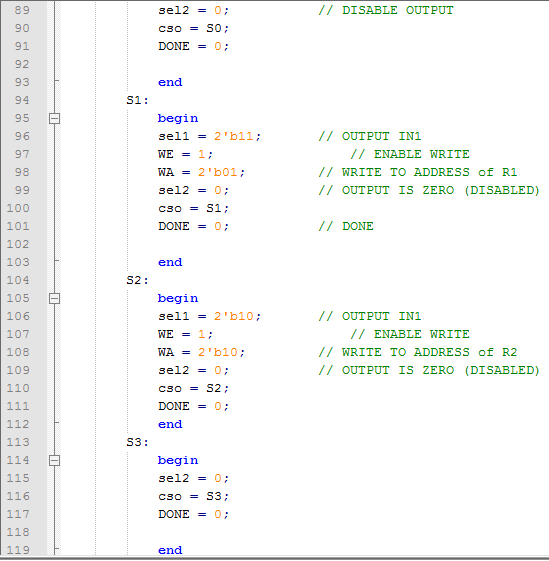 89 sel2 = 0; // DISABLE OUTPUT
90 cso = S0;
91 DONE = 0;
92
93 end
94 S1:
95 begin
96 sel1 = 2'b11; // OUTPUT IN1
97 WE = 1; // ENABLE WRITE
98 WA = 2'b01; // WRITE TO ADDRESS of R1
99 sel2 = 0; // OUTPUT IS ZERO (DISABLED)
100 cso = S1;
101 DONE = 0; // DONE
102
103 end
104 S2:
105 begin
106 sel1 = 2'b10; // OUTPUT IN1
107 WE = 1; // ENABLE WRITE
108 WA = 2'b10; // WRITE TO ADDRESS of R2
109 sel2 = 0; // OUTPUT IS ZERO (DISABLED)
110 cso = S2;
111 DONE = 0;
112 end
113 S3:
114 begin
115 sel2 = 0;
116 cso = S3;
117 DONE = 0;
118
119 end